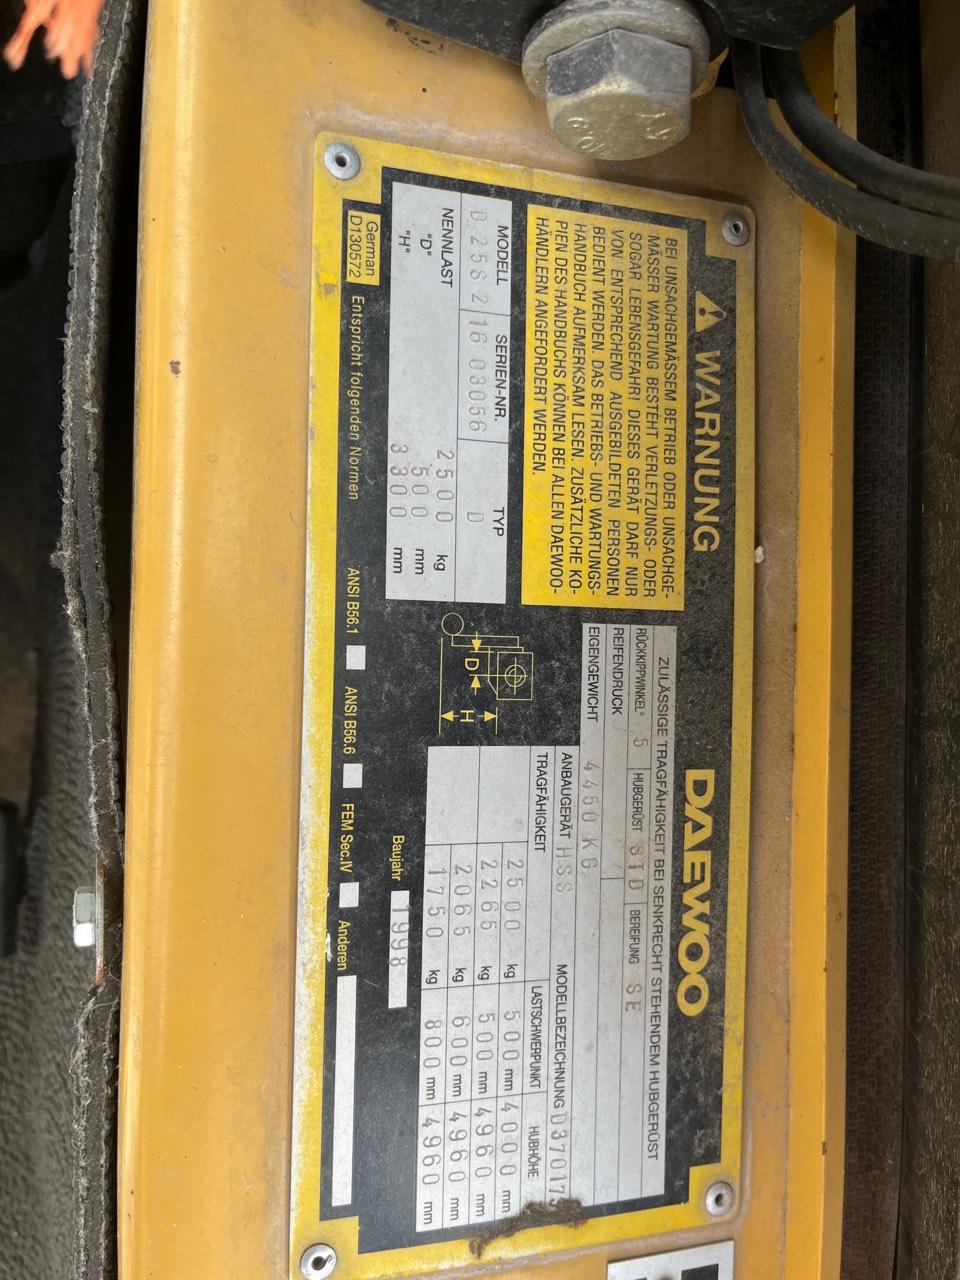 WARNUNG
BEI UNSACHGEMÄSSEM BETRIEB ODER UNSACHGE-
MÄSSER WARTUNG BESTEHT VERLETZUNGS- ODER
SOGAR LEBENSGEFAHR! DIESES GERÄT DARF NUR
VON ENTSPRECHEND AUSGEBILDETEN PERSONEN
BEDIENT WERDEN. DAS BETRIEBS- UND WARTUNGS-
HANDBUCH AUFMERKSAM LESEN. ZUSÄTZLICHE KO-
PIEN DES HANDBUCHS KÖNNEN BEI ALLEN DAEWOO-
HÄNDLERN ANGEFORDERT WERDEN.
MODELL SERIEN-NR. TYP
D25S2 16 03056 D
NENNLAST 2500 kg
"D" 500 mm
"H" 3300 mm
German
D130572
Entspricht folgenden Normen ANSI B56.1 ANSI B56.6 FEM Sec.IV Anderen
DAEWOO
ZULÄSSIGE TRAGFÄHIGKEIT BEI SENKRECHT STEHENDEM HUBGERÜST
RÜCKKIPPWINKEL° 5 HUBGERÜST STD BEREIFUNG SE
REIFENDRUCK
EIGENGEWICHT 4450 KG
ANBAUGERÄT HSS MODELLBEZEICHNUNG
TRAGFÄHIGKEIT LASTSCHWERPUNKT HUBHÖHE
2500 kg 500 mm 4000 mm
2265 kg 500 mm 4960 mm
2065 kg 600 mm 4960 mm
1750 kg 800 mm 4960 mm
D
H
Baujahr 1998